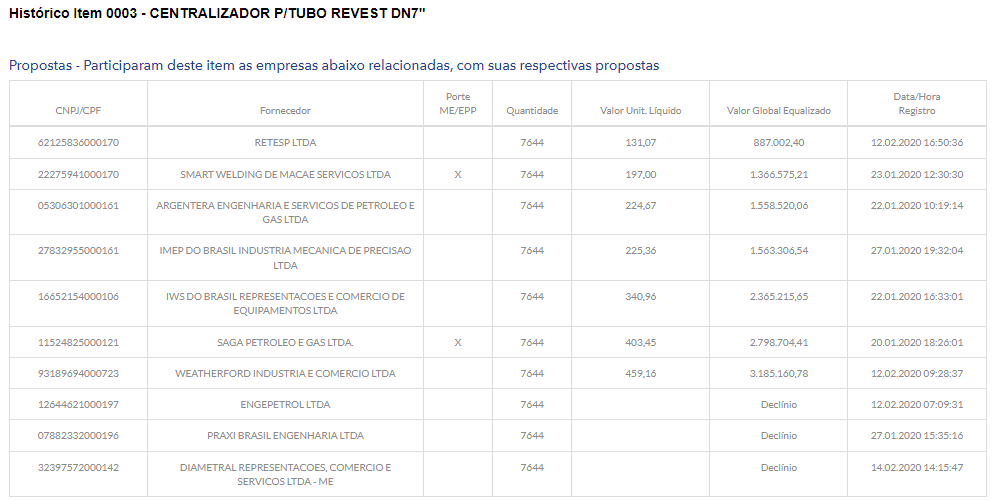 Histórico Item 0003 - CENTRALIZADOR P/TUBO REVEST DN7"
Propostas - Participaram deste item as empresas abaixo relacionadas, com suas respectivas propostas
CNPJ/CPF Fornecedor Porte ME/EPP Quantidade Valor Unit. Líquido Valor Global Equalizado Data/Hora Registro
62125836000170 RETESP LTDA 7644 131,07 887.002,40 12.02.2020 16:50:36
22275941000170 SMART WELDING DE MACAE SERVICOS LTDA X 7644 197,00 1.366.575,21 23.01.2020 12:30:30
05306301000161 ARGENTERA ENGENHARIA E SERVICOS DE PETROLEO E GAS LTDA 7644 224,67 1.558.520,06 22.01.2020 10:19:14
27832955000161 IMEP DO BRASIL INDUSTRIA MECANICA DE PRECISAO LTDA 7644 225,36 1.563.306,54 27.01.2020 19:32:04
16652154000106 IWS DO BRASIL REPRESENTACOES E COMERCIO DE EQUIPAMENTOS LTDA 7644 340,96 2.365.215,65 22.01.2020 16:33:01
11524825000121 SAGA PETROLEO E GAS LTDA. X 7644 403,45 2.798.704,41 20.01.2020 18:26:01
93189694000723 WEATHERFORD INDUSTRIA E COMERCIO LTDA 7644 459,16 3.185.160,78 12.02.2020 09:28:37
12644621000197 ENGEPETROL LTDA 7644 Declínio 12.02.2020 07:09:31
07882332000196 PRAXI BRASIL ENGENHARIA LTDA 7644 Declínio 27.01.2020 15:35:16
32397572000142 DIAMETRAL REPRESENTACOES, COMERCIO E SERVICOS LTDA - ME 7644 Declínio 14.02.2020 14:15:47